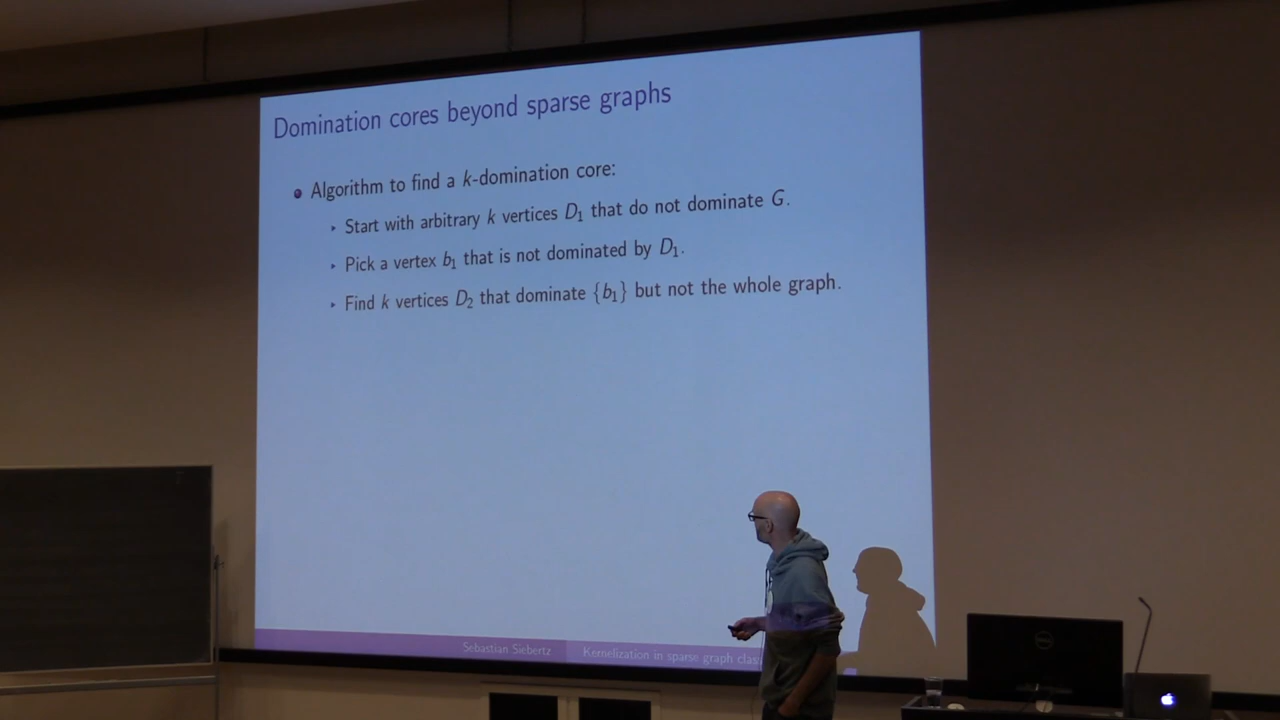 Domination cores beyond sparse graphs
Algorithm to find a k-domination core:
Start with arbitrary k vertices D₁ that do not dominate G.
Pick a vertex b₁ that is not dominated by D₁.
Find k vertices D₂ that dominate {b₁} but not the whole graph.
Sebastian Siebertz
Kernelization in sparse graph